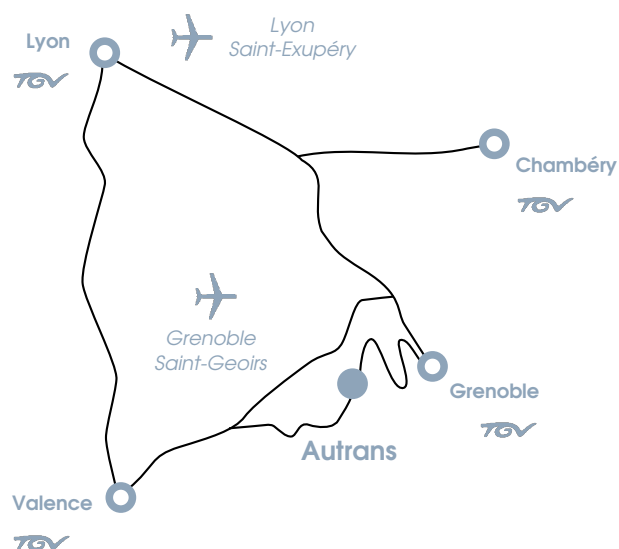 Lyon
Saint-Exupéry
Lyon
TGV
Chambéry
TGV
Grenoble
Saint-Geoirs
Grenoble
TGV
Autrans
Valence
TGV